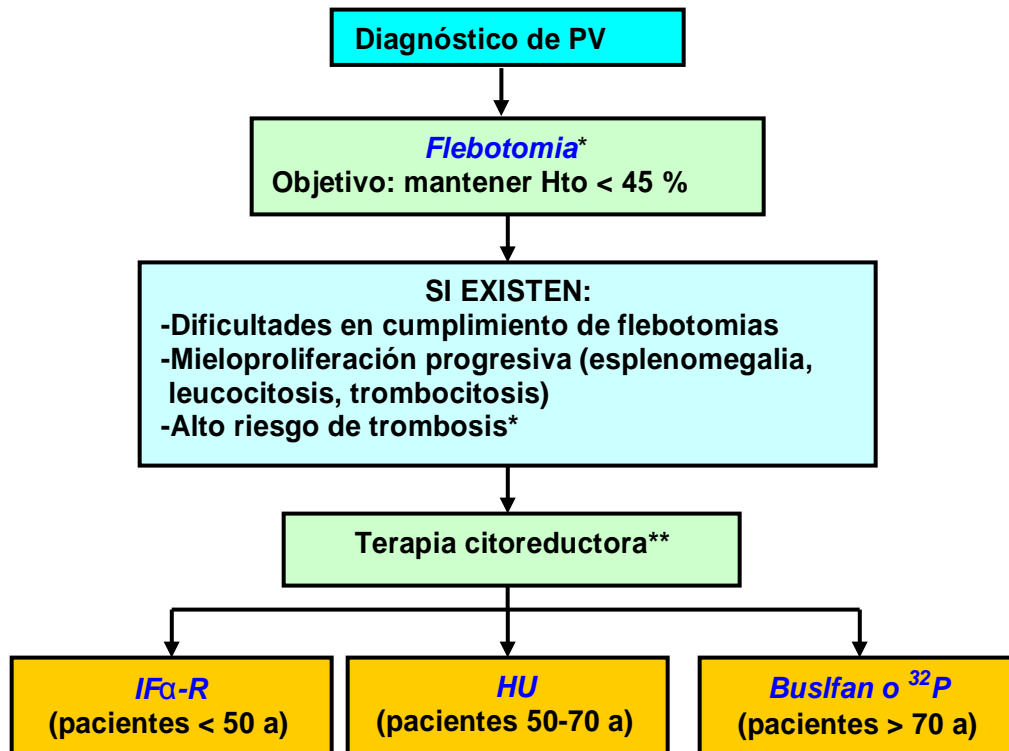 Diagnóstico de PV
Flebotomia*
Objetivo: mantener Hto < 45 %
SI EXISTEN:
-Dificultades en cumplimiento de flebotomias
-Mieloproliferación progresiva (esplenomegalia,
leucocitosis, trombocitosis)
-Alto riesgo de trombosis*
Terapia citoreductora**
IFα-R
(pacientes < 50 a)
HU
(pacientes 50-70 a)
Buslfan o ³²P
(pacientes > 70 a)